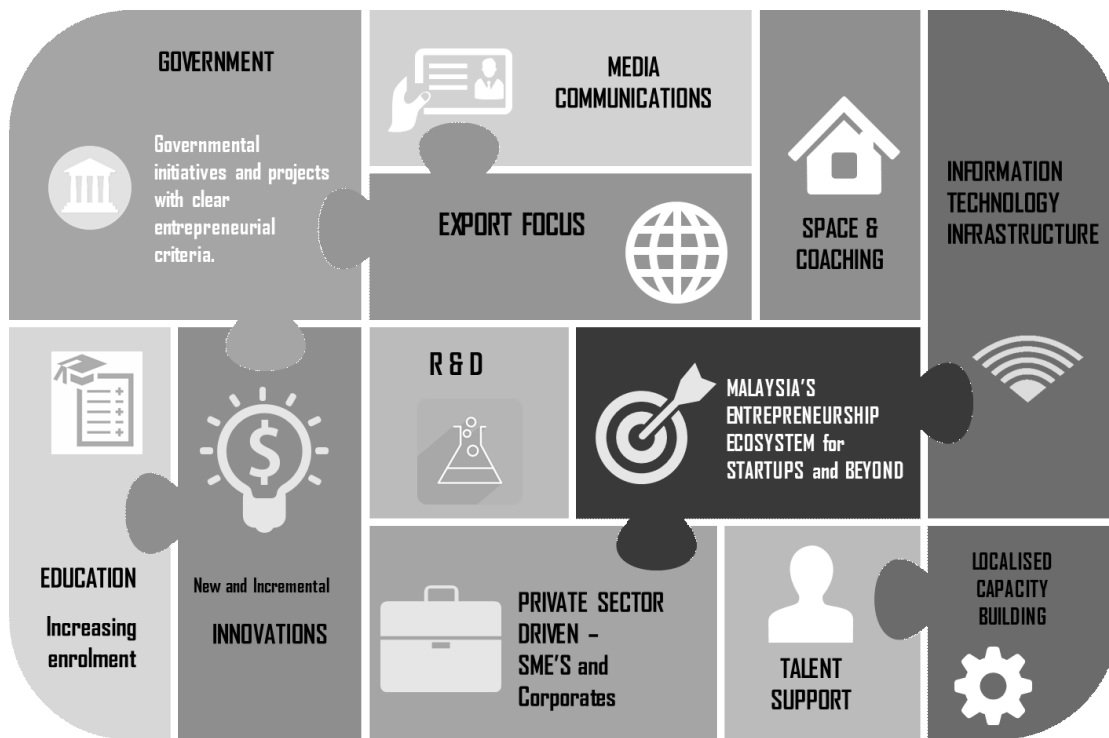 GOVERNMENT
Governmental
initiatives and projects
with clear
entrepreneurial
criteria.
MEDIA
COMMUNICATIONS
EXPORT FOCUS
SPACE &
COACHING
INFORMATION
TECHNOLOGY
INFRASTRUCTURE
EDUCATION
Increasing
enrolment
$
New and Incremental
INNOVATIONS
R & D
MALAYSIA'S
ENTREPRENEURSHIP
ECOSYSTEM for
STARTUPS and BEYOND
PRIVATE SECTOR
DRIVEN –
SME'S and
Corporates
TALENT
SUPPORT
LOCALISED
CAPACITY
BUILDING